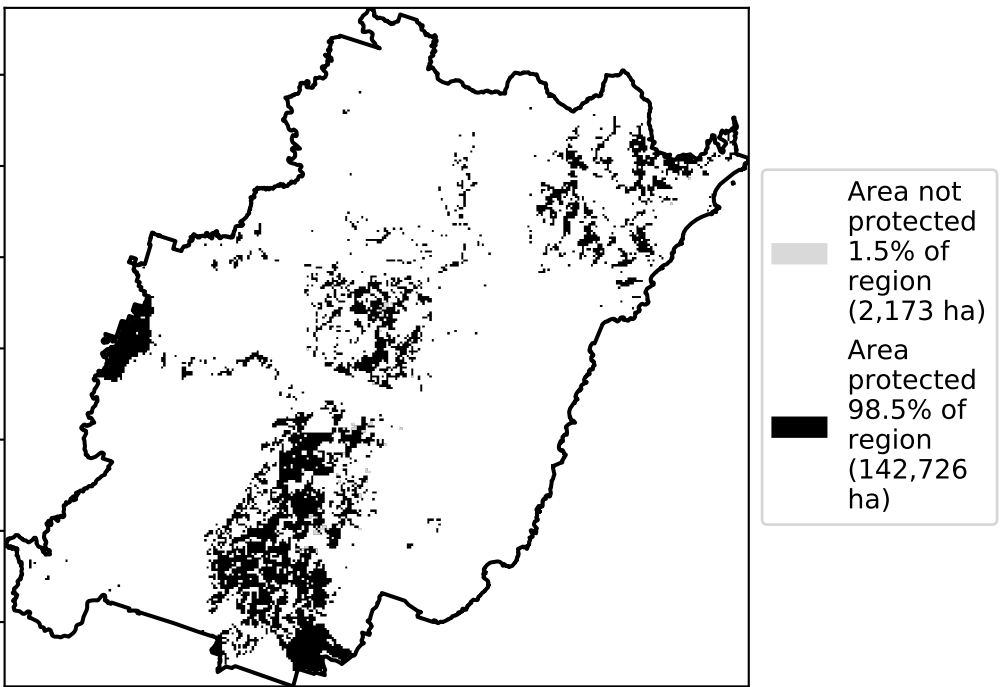 Area not
protected
1.5% of
region
(2,173 ha)
Area
protected
98.5% of
region
(142,726
ha)